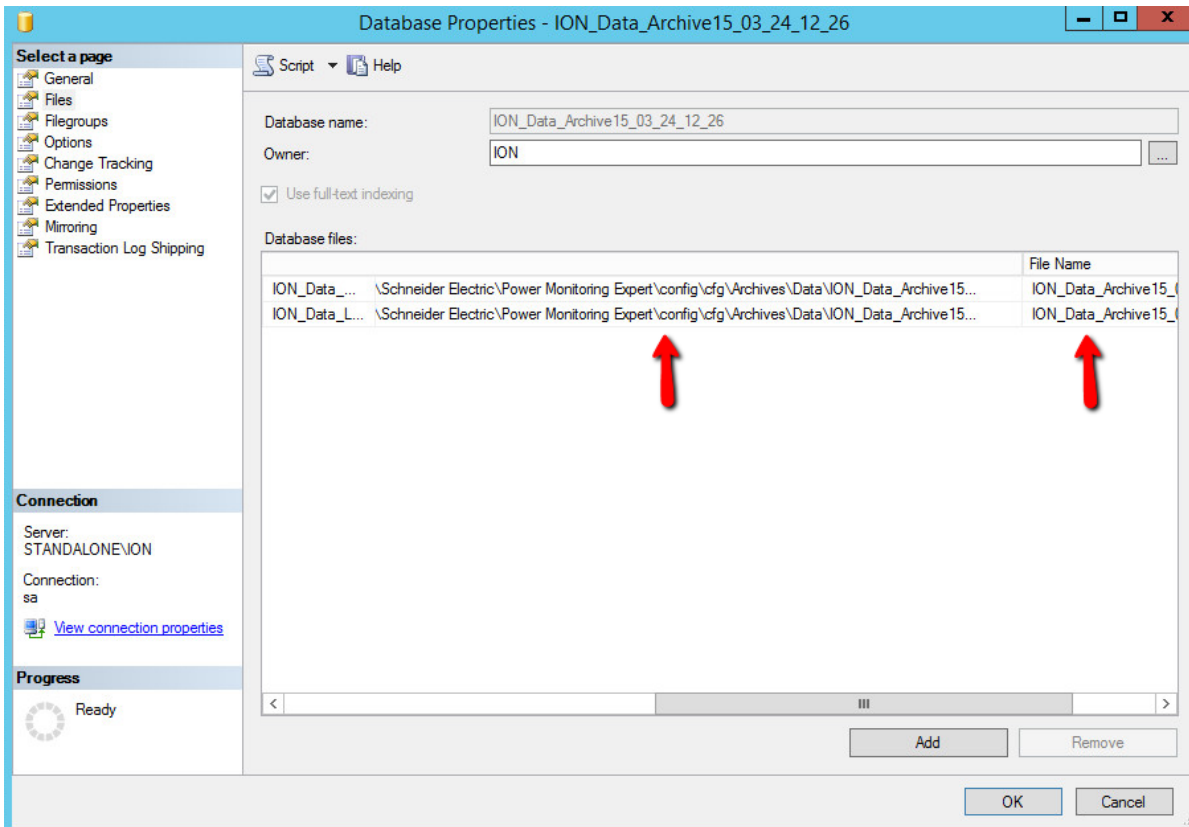 Database Properties - ION_Data_Archive15_03_24_12_26
Select a page
General
Files
Filegroups
Options
Change Tracking
Permissions
Extended Properties
Mirroring
Transaction Log Shipping
Script Help
Database name: ION_Data_Archive15_03_24_12_26
Owner: ION
...
Use full-text indexing
Database files:
File Name
ION_Data_... \Schneider Electric\Power Monitoring Expert\config\cfg\Archives\Data\ION_Data_Archive15... ION_Data_Archive15_(
ION_Data_L... \Schneider Electric\Power Monitoring Expert\config\cfg\Archives\Data\ION_Data_Archive15... ION_Data_Archive15_(
Connection
Server:
STANDALONE\ION
Connection:
sa
View connection properties
Progress
Ready
Add Remove
OK Cancel